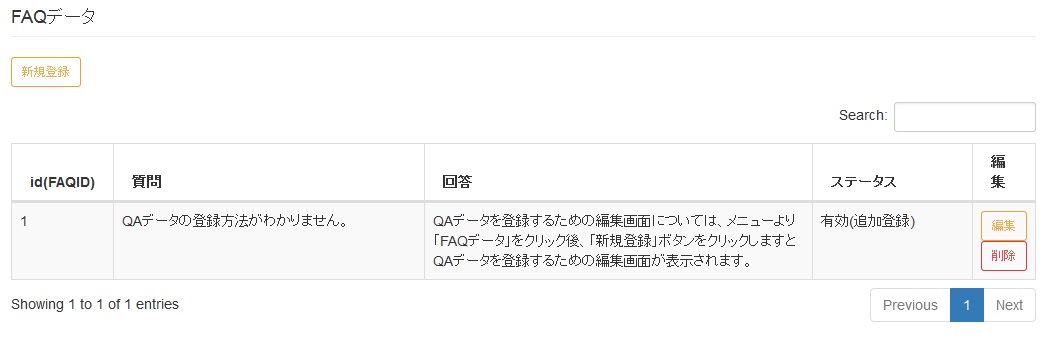 FAQデータ
新規登録
Search:
id(FAQID) 質問 回答 ステータス 編集
1 QAデータの登録方法がわかりません。 QAデータを登録するための編集画面については、メニューより 有効(追加登録) 編集
「FAQデータ」をクリック後、「新規登録」ボタンをクリックしますと
QAデータを登録するための編集画面が表示されます。 削除
Showing 1 to 1 of 1 entries Previous 1 Next